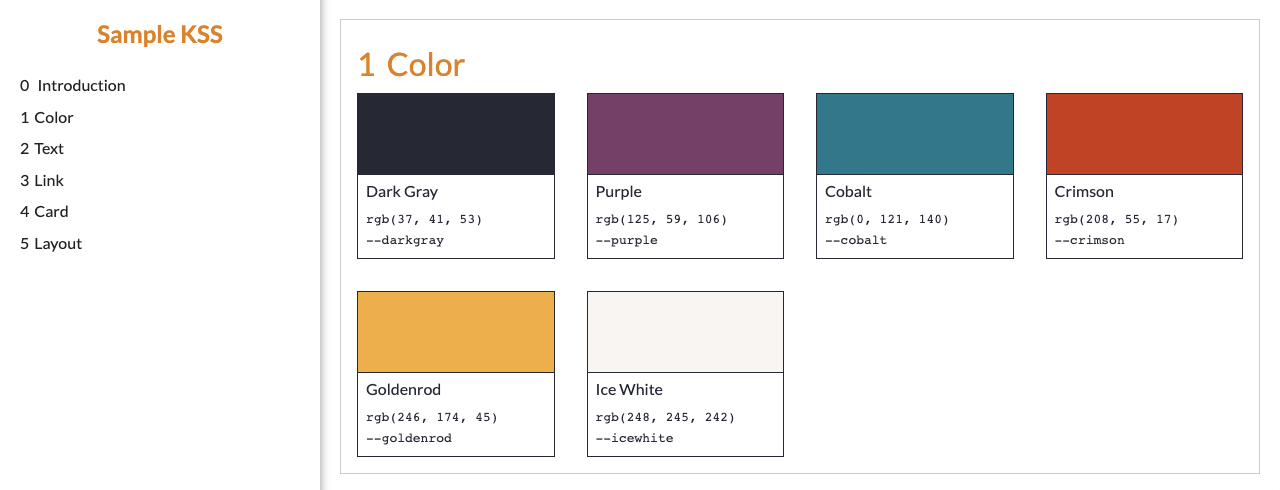 Sample KSS
0 Introduction
1 Color
2 Text
3 Link
4 Card
5 Layout
1 Color
Dark Gray
rgb(37, 41, 53)
--darkgray
Purple
rgb(125, 59, 106)
--purple
Cobalt
rgb(0, 121, 140)
--cobalt
Crimson
rgb(208, 55, 17)
--crimson
Goldenrod
rgb(246, 174, 45)
--goldenrod
Ice White
rgb(248, 245, 242)
--icewhite